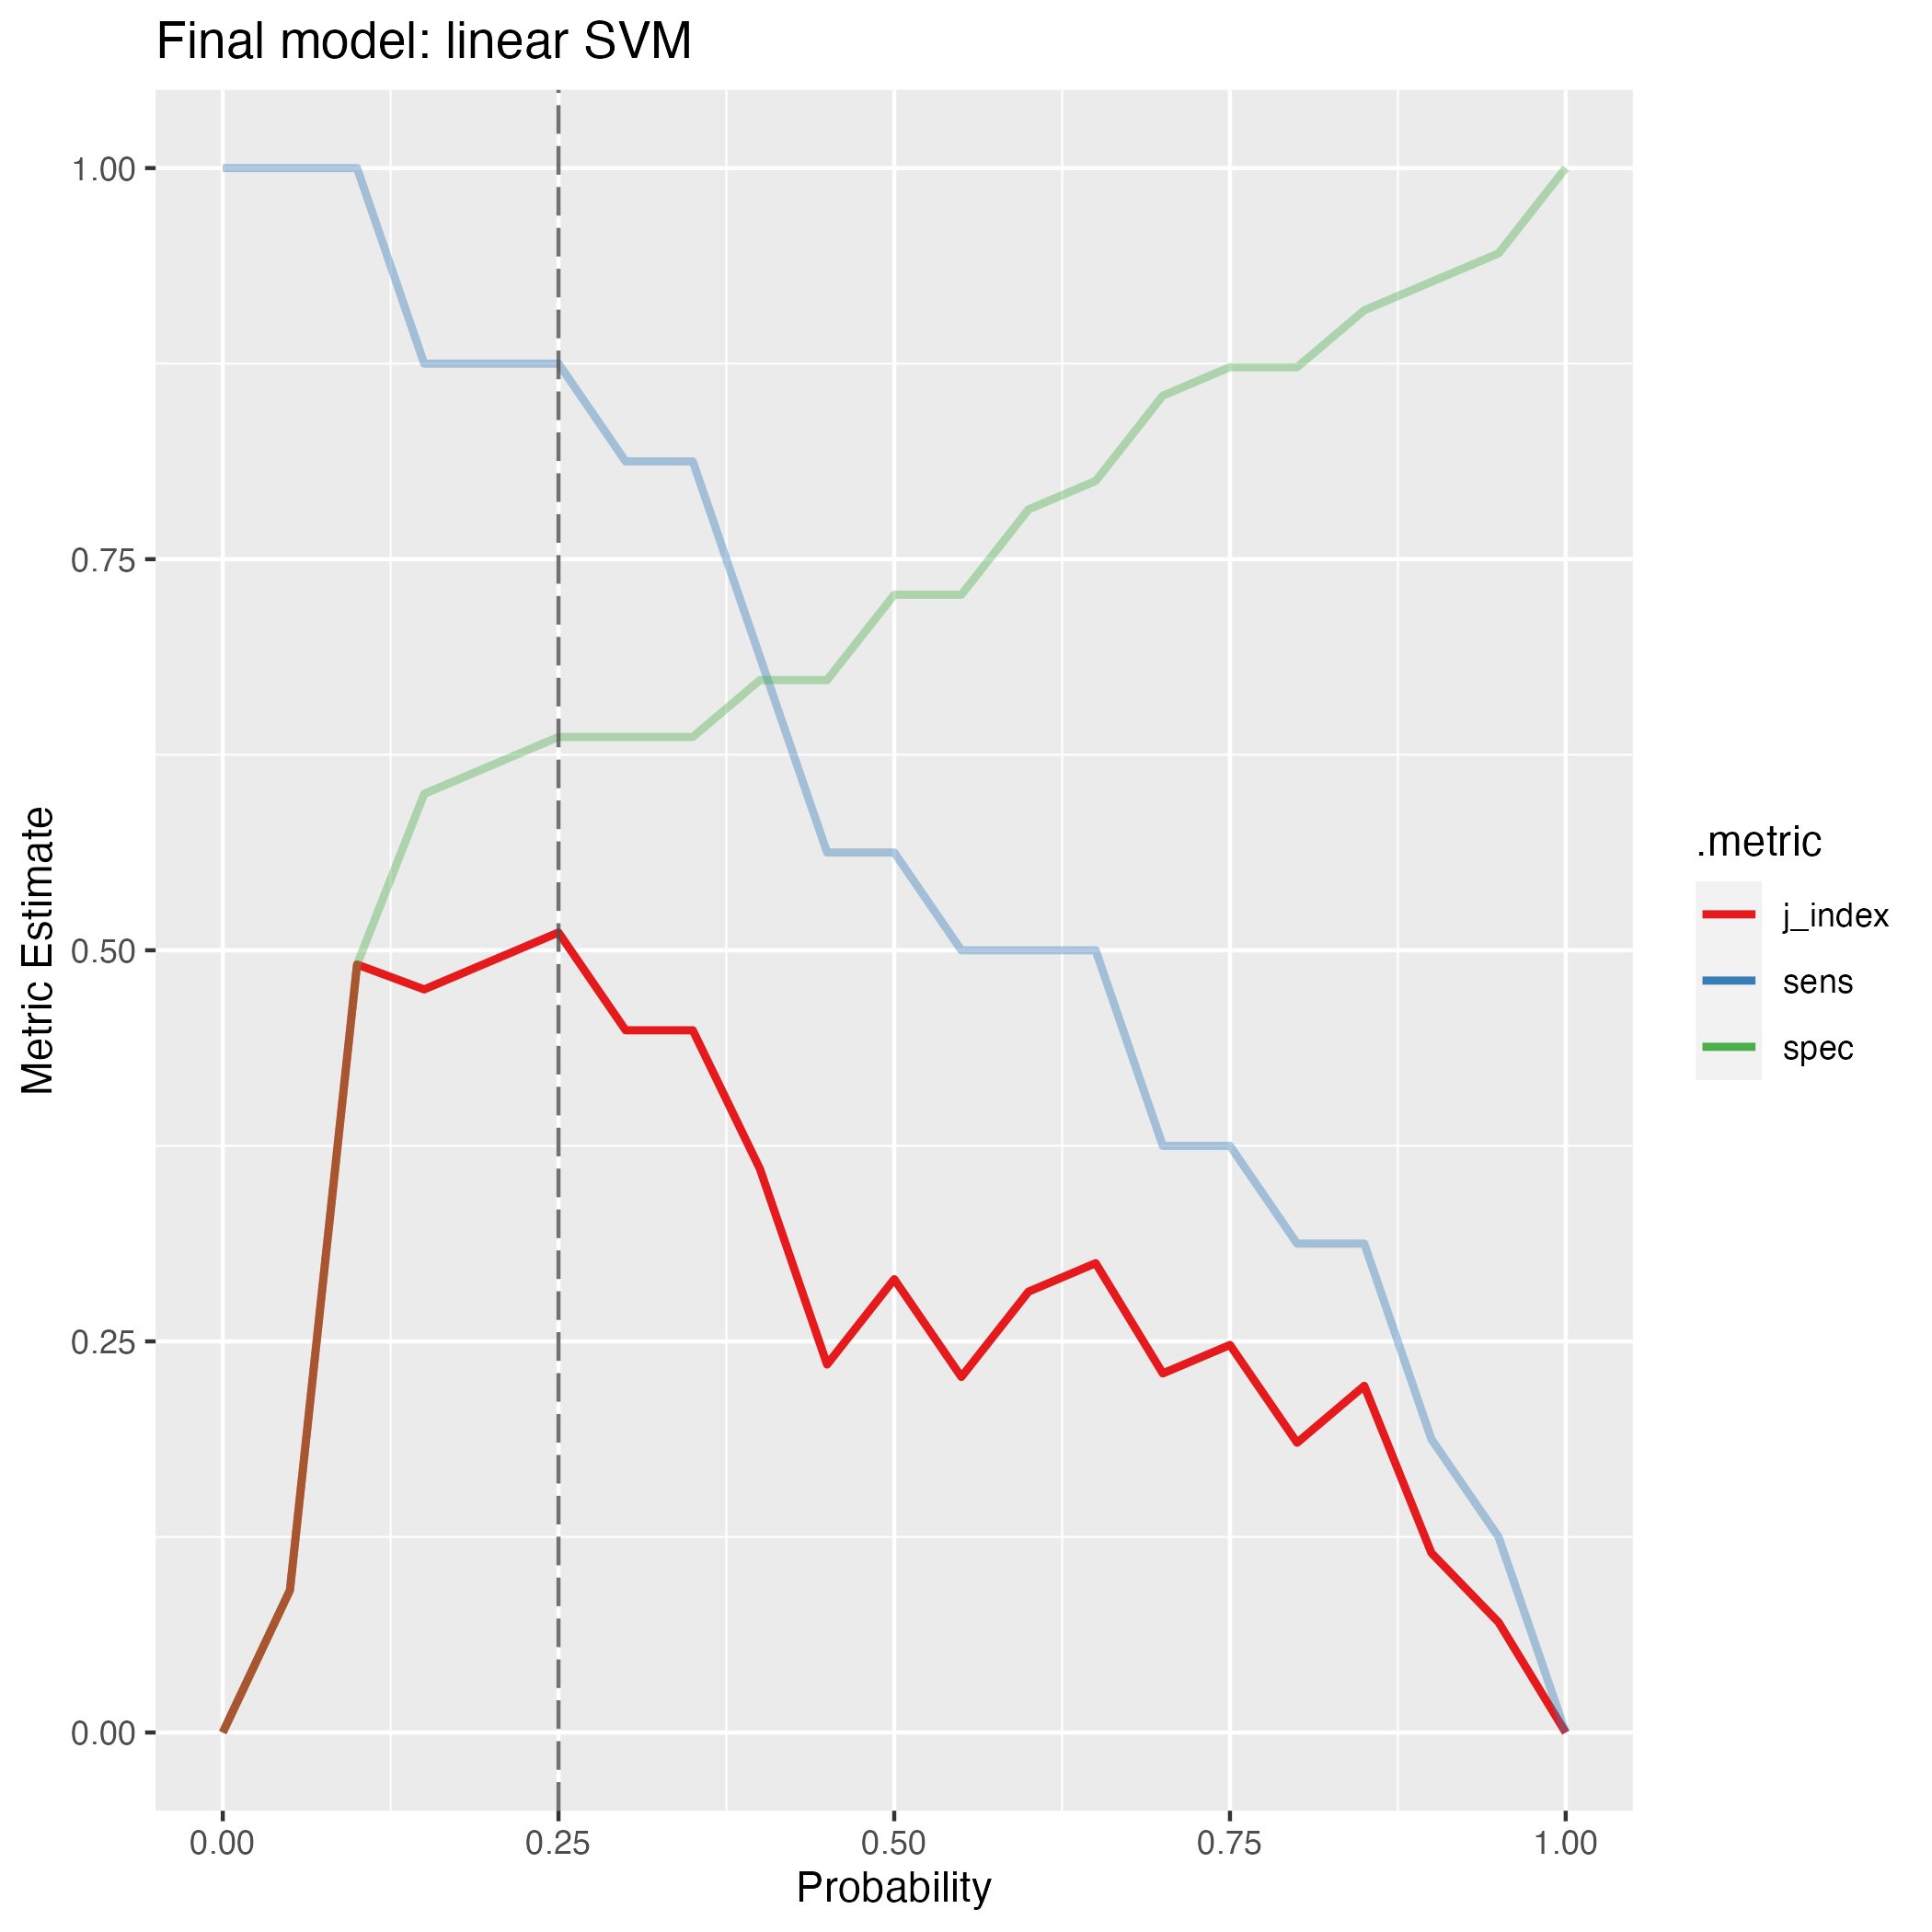 Final model: linear SVM
1.00
0.75
0.50
0.25
0.00
Metric Estimate
0.00 0.25 0.50 0.75 1.00
Probability
.metric
j_index
sens
spec